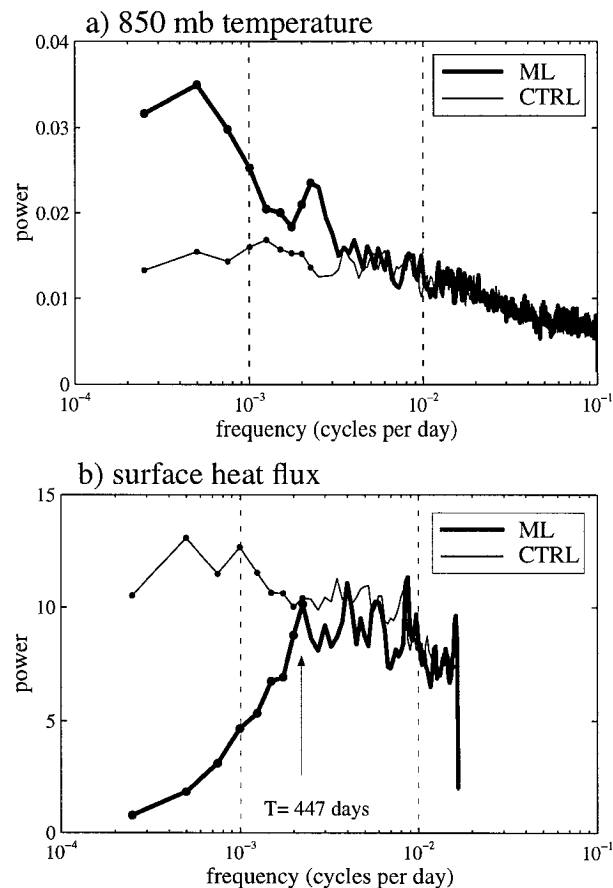 a) 850 mb temperature
0.04
0.03
0.02
0.01
0
power
ML
CTRL
10⁻⁴
10⁻³
10⁻²
10⁻¹
frequency (cycles per day)
b) surface heat flux
15
10
5
0
power
ML
CTRL
T= 447 days
10⁻⁴
10⁻³
10⁻²
10⁻¹
frequency (cycles per day)